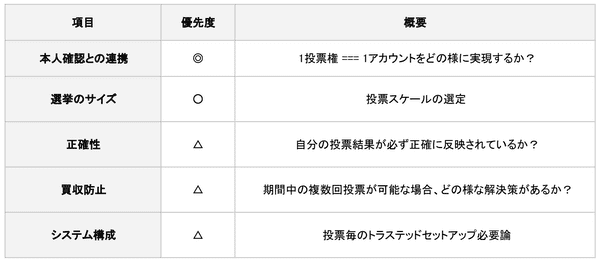 項目 優先度 概要
本人確認との連携 ◎ 1投票権 === 1アカウントをどの様に実現するか？
選挙のサイズ 〇 投票スケールの選定
正確性 △ 自分の投票結果が必ず正確に反映されているか？
買収防止 △ 期間中の複数回投票が可能な場合、どの様な解決策があるか？
システム構成 △ 投票毎のトラステッドセットアップ必要論